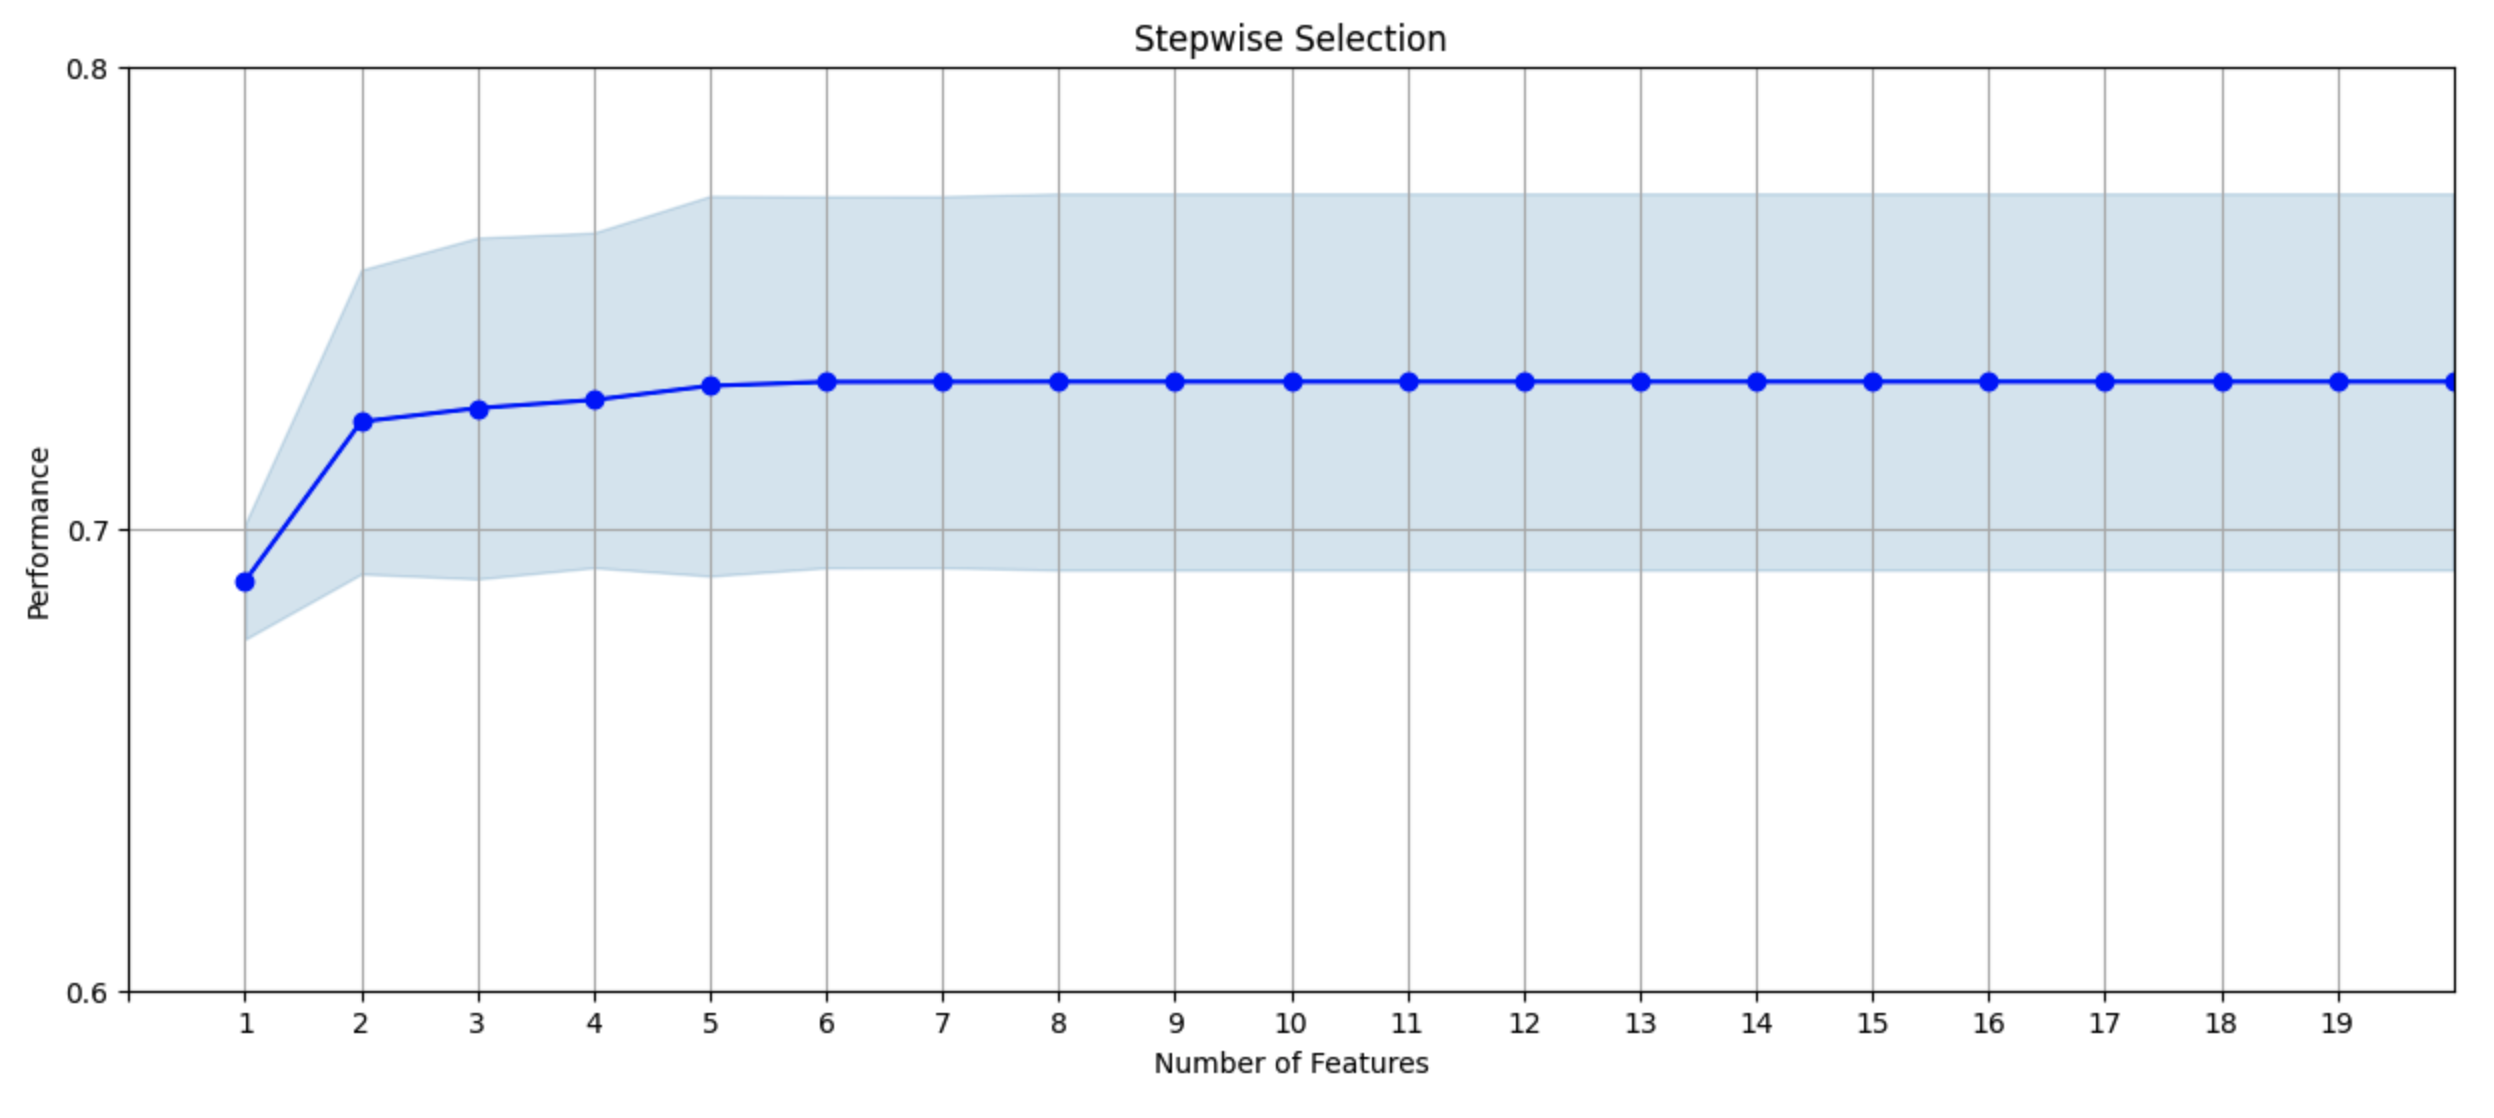 Stepwise Selection
0.8
0.7
0.6
Performance
1 2 3 4 5 6 7 8 9 10 11 12 13 14 15 16 17 18 19
Number of Features